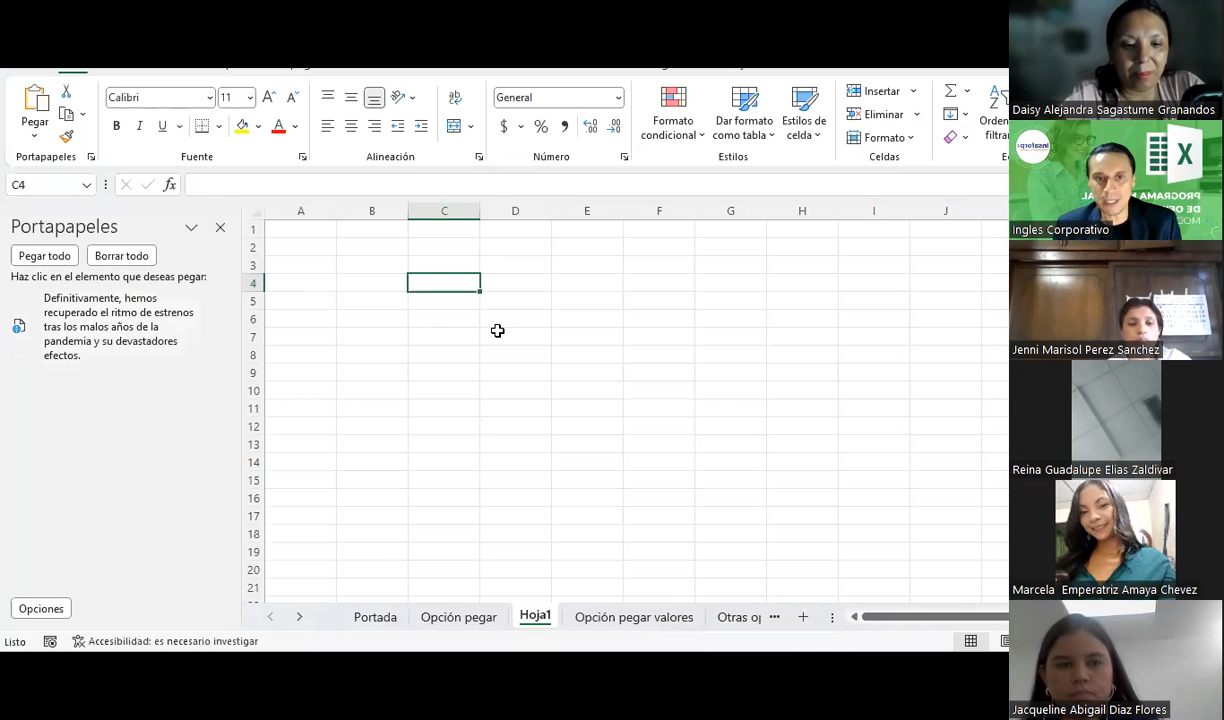 Pegar
Portapapeles
Calibri
11
Fuente
Alineación
General
Número
Formato condicional
Dar formato como tabla
Estilos de celda
Estilos
Insertar
Eliminar
Formato
Celdas
C4
fx
Portapapeles
Pegar todo
Borrar todo
Haz clic en el elemento que deseas pegar:
Definitivamente, hemos
recuperado el ritmo de estrenos
tras los malos años de la
pandemia y su devastadores
efectos.
Opciones
A B C D E F G H I J
1
2
3
4
5
6
7
8
9
10
11
12
13
14
15
16
17
18
19
20
21
Portada
Opción pegar
Hoja1
Opción pegar valores
Listo
Accesibilidad: es necesario investigar
Daisy Alejandra Sagastume Granandos
Ingles Corporativo
Jenni Marisol Perez Sanchez
Reina Guadalupe Elias Zaldivar
Marcela Emperatriz Amaya Chevez
Jacqueline Abigail Diaz Flores